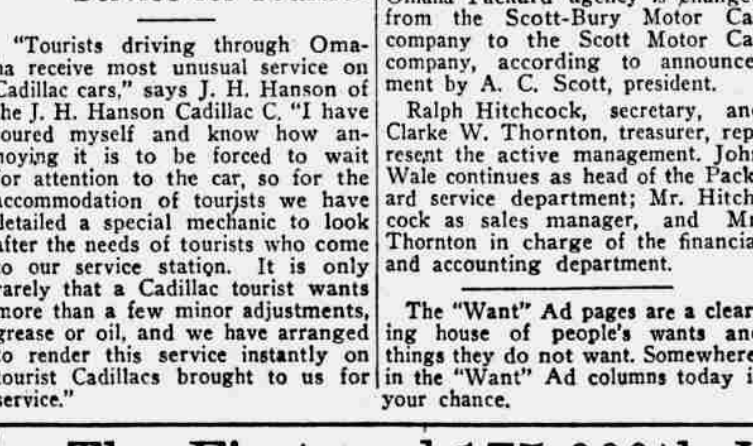 "Tourists driving through Oma-
ha receive most unusual service on
Cadillac cars," says J. H. Hanson of
the J. H. Hanson Cadillac C. "I have
toured myself and know how an-
noying it is to be forced to wait
for attention to the car, so for the
accommodation of tourists we have
detailed a special mechanic to look
after the needs of tourists who come
to our service station. It is only
rarely that a Cadillac tourist wants
more than a few minor adjustments,
grease or oil, and we have arranged
to render this service instantly on
tourist Cadillacs brought to us for
service."
Omaha Packard agency is change
from the Scott-Bury Motor Ca
company to the Scott Motor Ca
company, according to announce
ment by A. C. Scott, president.
Ralph Hitchcock, secretary, an
Clarke W. Thornton, treasurer, rep
resent the active management. John
Wale continues as head of the Pack
ard service department; Mr. Hitch
cock as sales manager, and Mr
Thornton in charge of the financia
and accounting department.
The "Want" Ad pages are a clear
ing house of people's wants and
things they do not want. Somewhere
in the "Want" Ad columns today i
your chance.